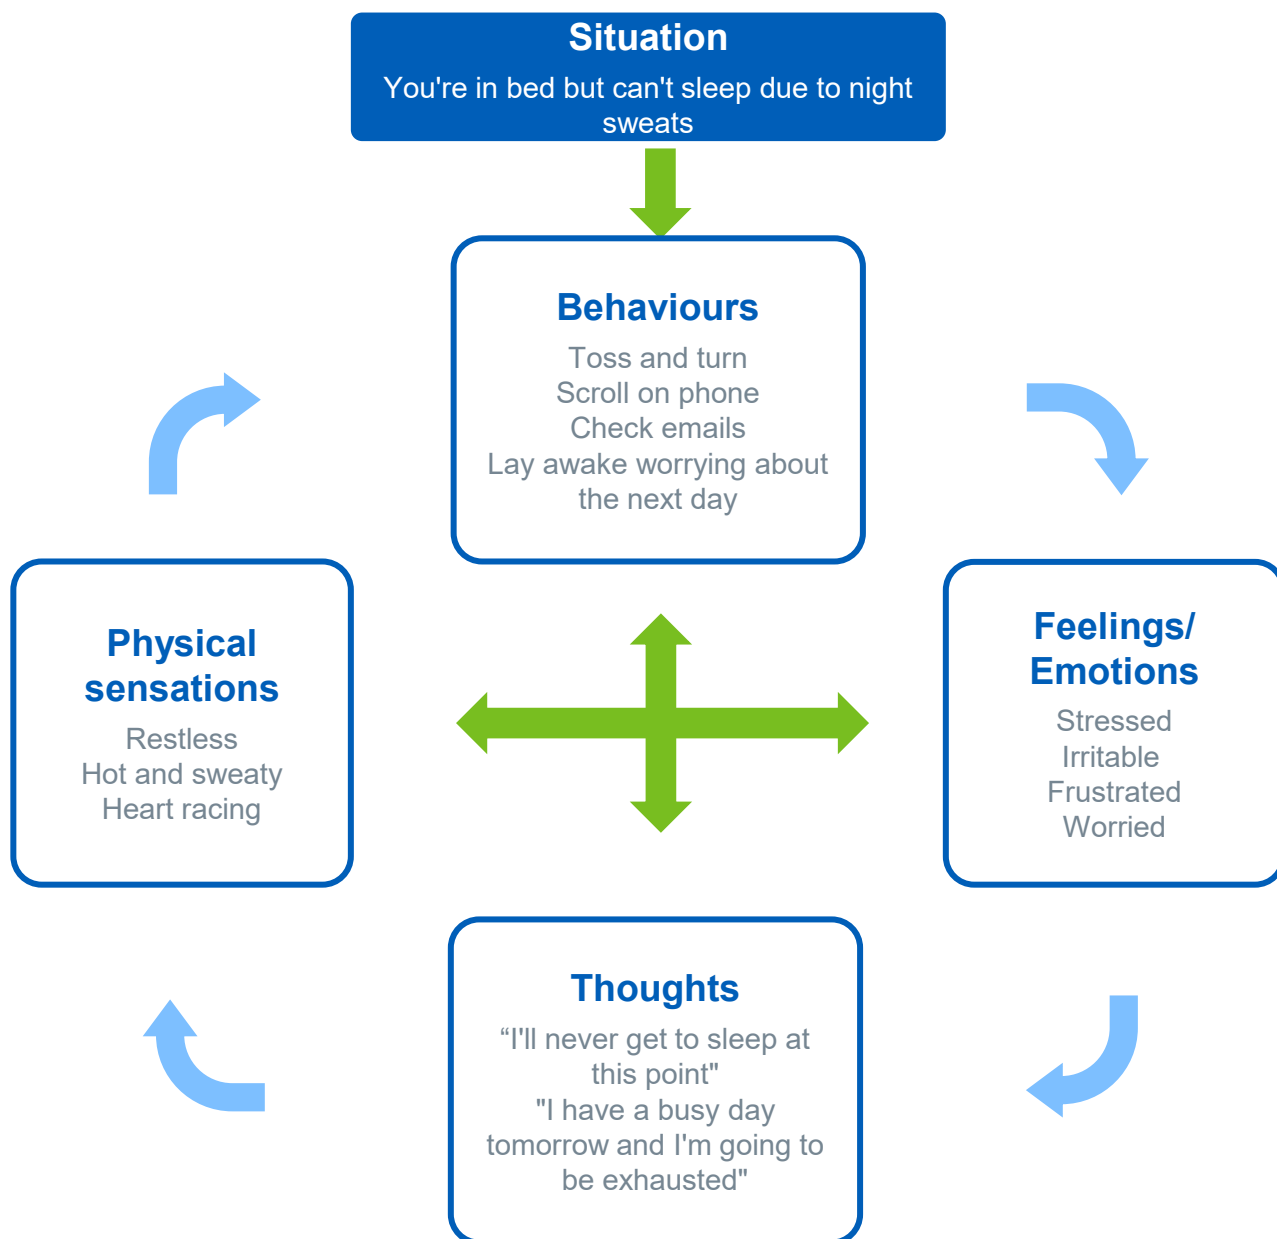 Situation
You're in bed but can't sleep due to night
sweats
Behaviours
Toss and turn
Scroll on phone
Check emails
Lay awake worrying about
the next day
Physical
sensations
Restless
Hot and sweaty
Heart racing
Feelings/
Emotions
Stressed
Irritable
Frustrated
Worried
Thoughts
“I'll never get to sleep at
this point"
"I have a busy day
tomorrow and I'm going to
be exhausted"